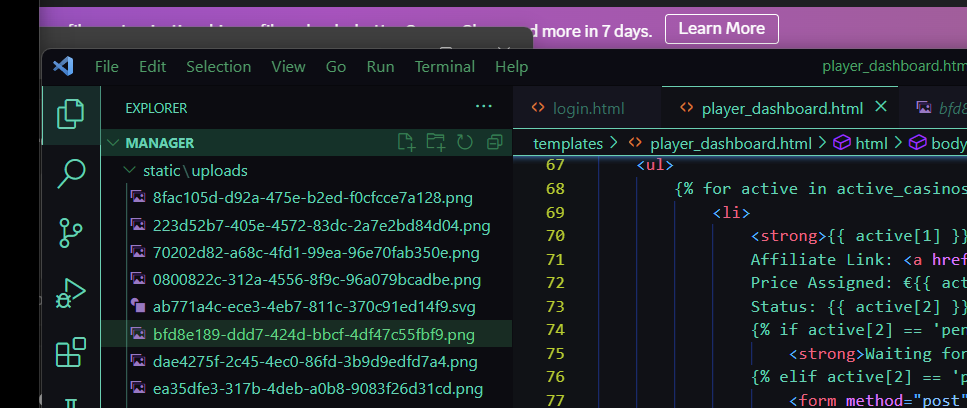 d more in 7 days. Learn More
File Edit Selection View Go Run Terminal Help player_dashboard.htm
EXPLORER ...
login.html
player_dashboard.html
bfd8
MANAGER
templates > player_dashboard.html > html > body
static\uploads
8fac105d-d92a-475e-b2ed-f0cfcce7a128.png
223d52b7-405e-4572-83dc-2a7e2bd84d04.png
70202d82-a68c-4fd1-99ea-96e70fab350e.png
0800822c-312a-4556-8f9c-96a079bcadbe.png
ab771a4c-ece3-4eb7-811c-370c91ed14f9.svg
bfd8e189-ddd7-424d-bbcf-4df47c55fbf9.png
dae4275f-2c45-4ec0-86fd-3b9d9edfd7a4.png
ea35dfe3-317b-4deb-a0b8-9083f26d31cd.png
67 <ul>
68 {% for active in active_casinos
69 <li>
70 <strong>{{ active[1] }}
71 Affiliate Link: <a href
72 Price Assigned: €{{ act
73 Status: {{ active[2] }}
74 {% if active[2] == 'pen
75 <strong>Waiting for
76 {% elif active[2] == 'p
77 <form method="post"